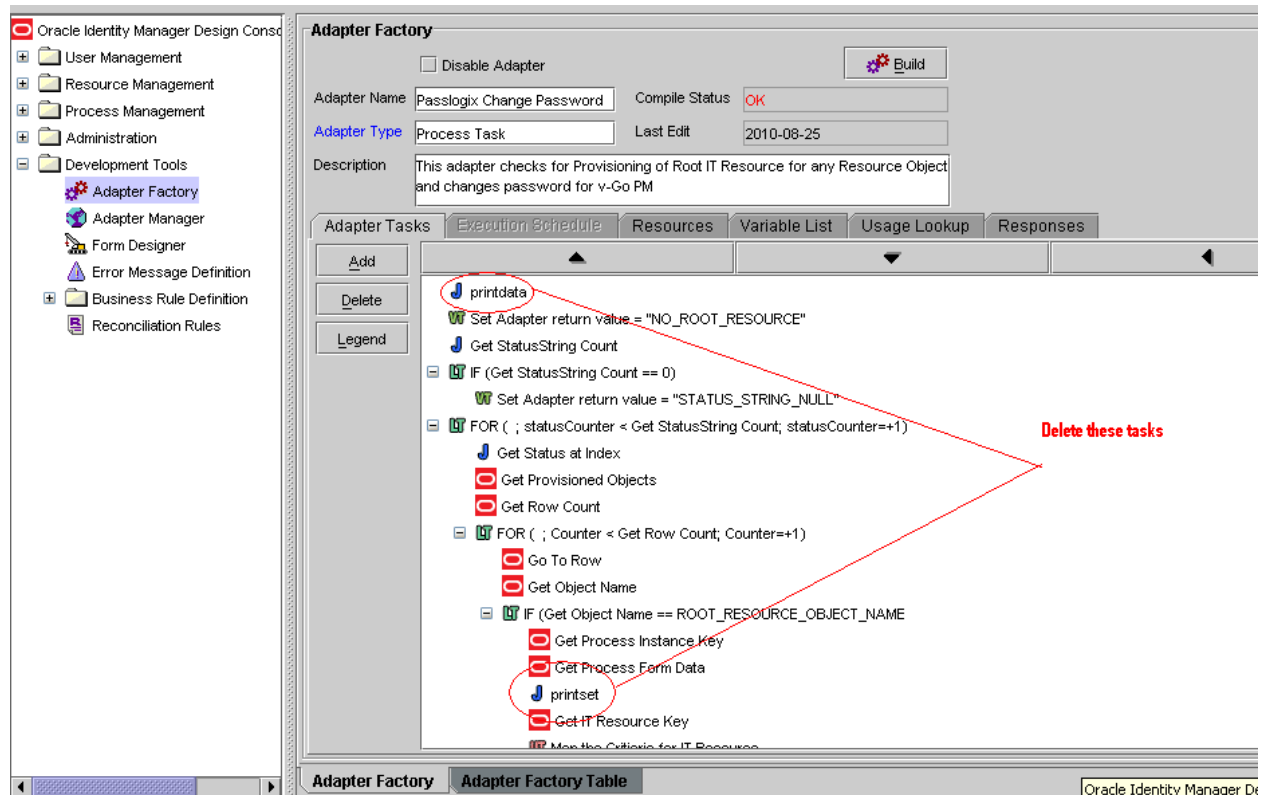 Oracle Identity Manager Design Consc
User Management
Resource Management
Process Management
Administration
Development Tools
Adapter Factory
Adapter Manager
Form Designer
Error Message Definition
Business Rule Definition
Reconciliation Rules
Adapter Factory
Disable Adapter
Build
Adapter Name Passlogix Change Password Compile Status OK
Adapter Type Process Task Last Edit 2010-08-25
Description This adapter checks for Provisioning of Root IT Resource for any Resource Object
and changes password for v-Go PM
Adapter Tasks Execution Schedule Resources Variable List Usage Lookup Responses
Add
Delete
Legend
printdata
Set Adapter return value = "NO_ROOT_RESOURCE"
Get StatusString Count
IF (Get StatusString Count == 0)
Set Adapter return value = "STATUS_STRING_NULL"
FOR ( ; statusCounter < Get StatusString Count; statusCounter=+1)
Get Status at Index
Get Provisioned Objects
Get Row Count
FOR ( ; Counter < Get Row Count; Counter=+1)
Go To Row
Get Object Name
IF (Get Object Name == ROOT_RESOURCE_OBJECT_NAME
Get Process Instance Key
Get Process Form Data
printset
Get IT Resource Key
Map the Critieria for IT Resource
Delete these tasks
Adapter Factory Adapter Factory Table
Oracle Identity Manager De